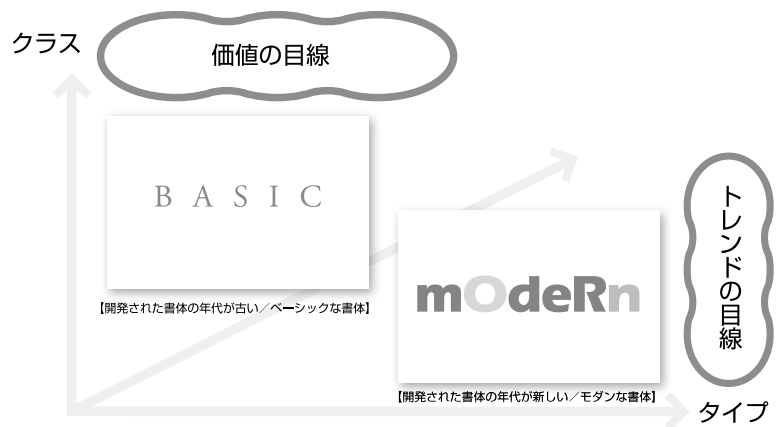 クラス
価値の目線
BASIC
【開発された書体の年代が古い／ベーシックな書体】
mOdeRn
【開発された書体の年代が新しい／モダンな書体】
トレンドの目線
タイプ